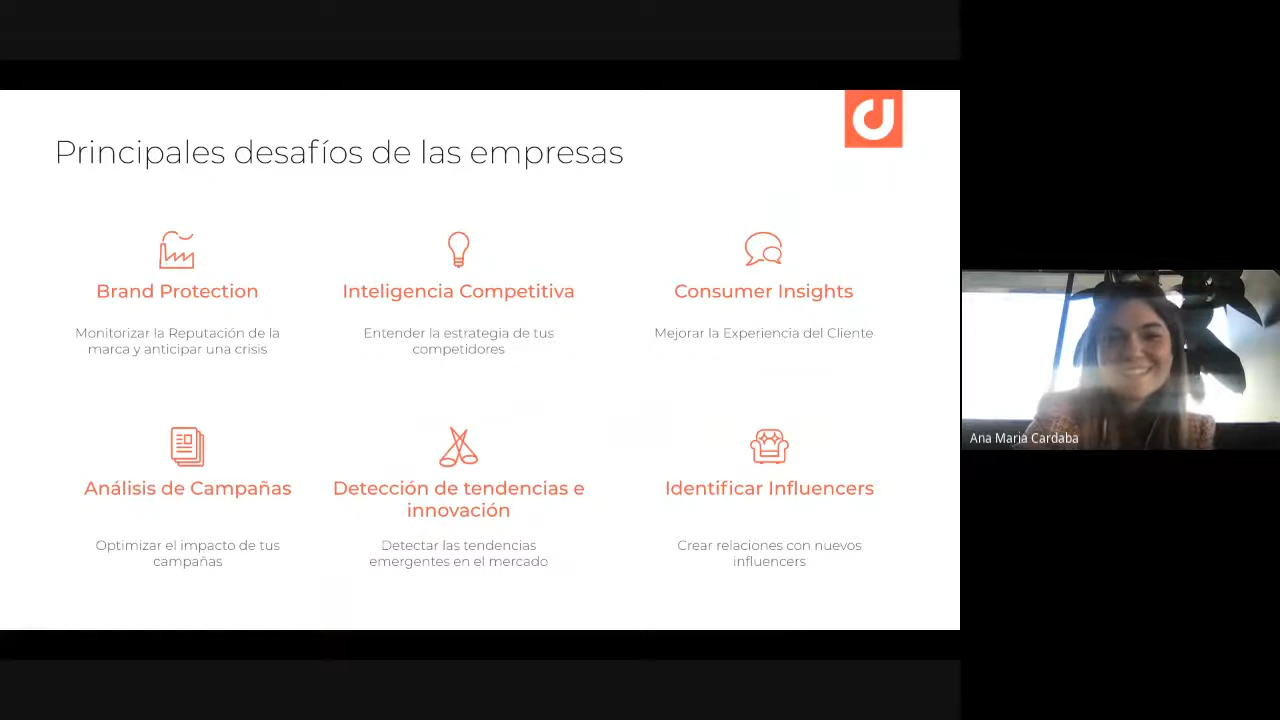 Principales desafíos de las empresas
Brand Protection
Monitorizar la Reputación de la
marca y anticipar una crisis
Inteligencia Competitiva
Entender la estrategia de tus
competidores
Consumer Insights
Mejorar la Experiencia del Cliente
Análisis de Campañas
Optimizar el impacto de tus
campañas
Detección de tendencias e
innovación
Detectar las tendencias
emergentes en el mercado
Identificar Influencers
Crear relaciones con nuevos
influencers
Ana Maria Cardaba